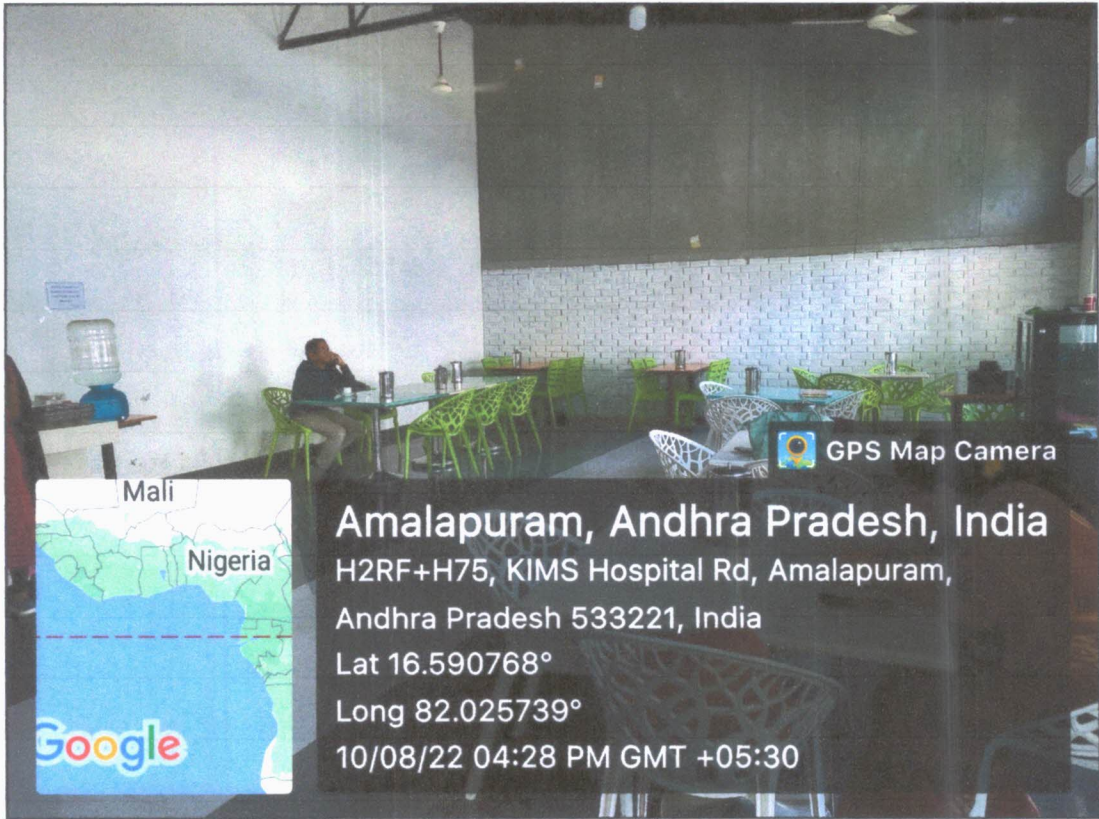 GPS Map Camera
Mali
Nigeria
Google
Amalapuram, Andhra Pradesh, India
H2RF+H75, KIMS Hospital Rd, Amalapuram,
Andhra Pradesh 533221, India
Lat 16.590768°
Long 82.025739°
10/08/22 04:28 PM GMT +05:30